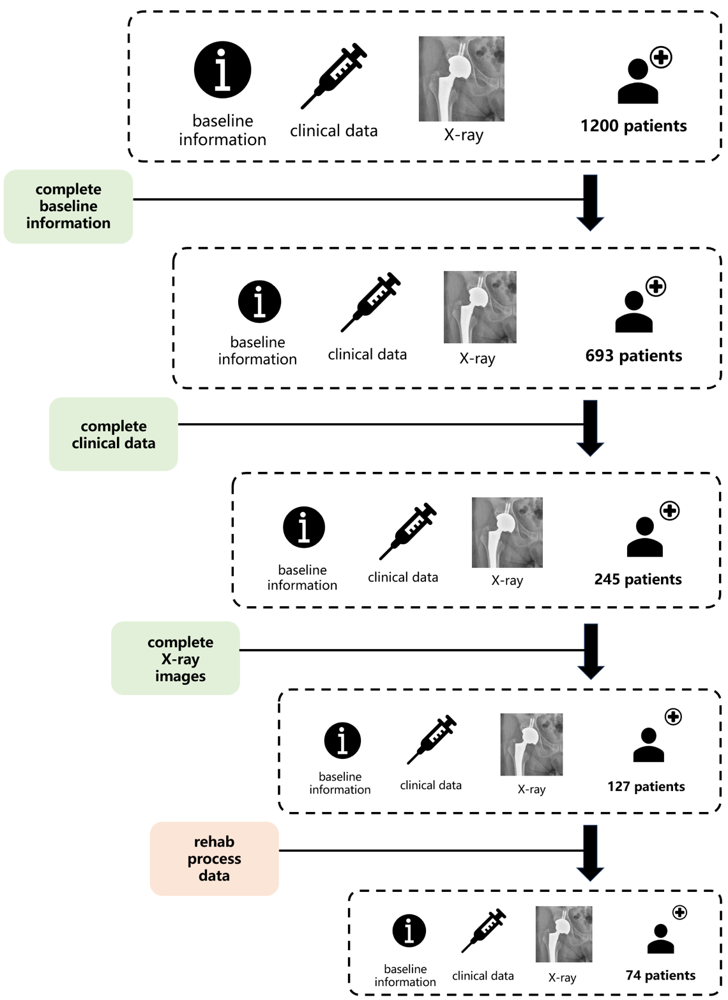 baseline
information
clinical data
X-ray
1200 patients
complete
baseline
information
baseline
information
clinical data
X-ray
693 patients
complete
clinical data
baseline
information
clinical data
X-ray
245 patients
complete
X-ray
images
baseline
information
clinical data
X-ray
127 patients
rehab
process
data
baseline
information
clinical data
X-ray
74 patients